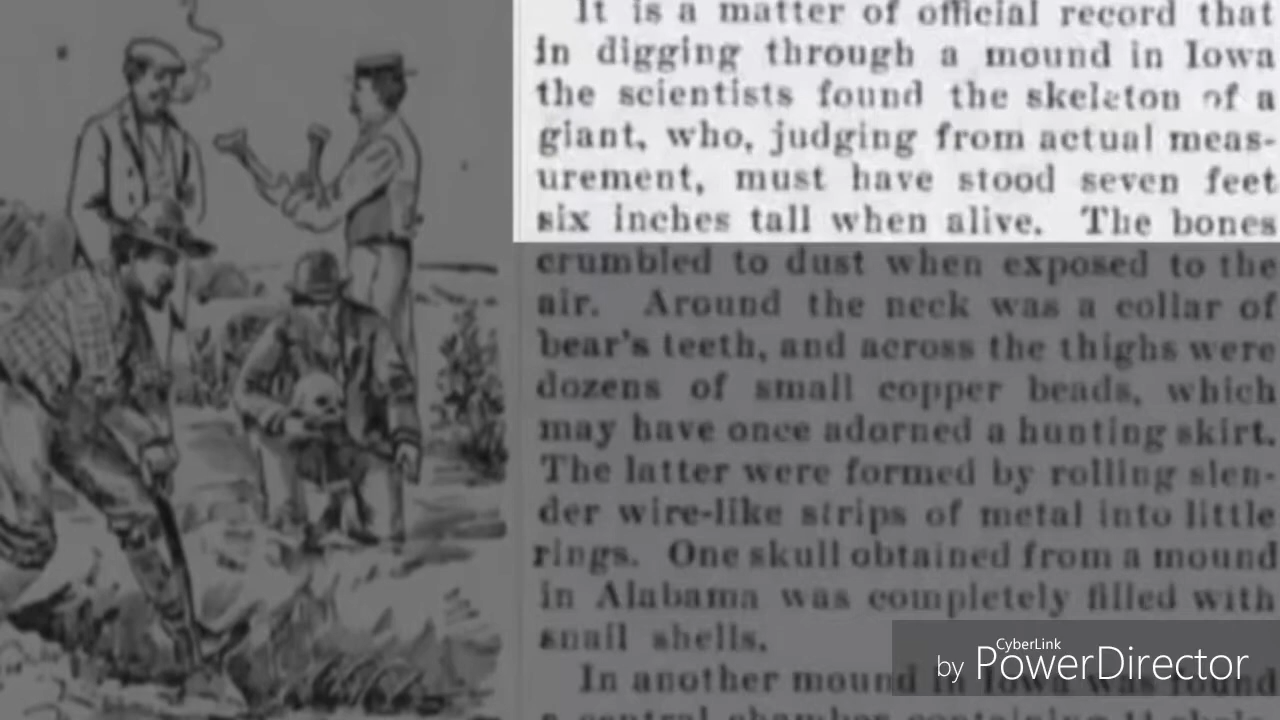 It is a matter of official record that
in digging through a mound in Iowa
the scientists found the skeleton of a
giant, who, judging from actual meas-
urement, must have stood seven feet
six inches tall when alive. The bones
crumbled to dust when exposed to the
air. Around the neck was a collar of
bear's teeth, and across the thighs were
dozens of small copper beads, which
may have once adorned a hunting skirt.
The latter were formed by rolling slen-
der wire-like strips of metal into little
rings. One skull obtained from a mound
in Alabama was completely filled with
snail shells.
In another mound in Iowa was found
a central chamber containing
by CyberLink PowerDirector